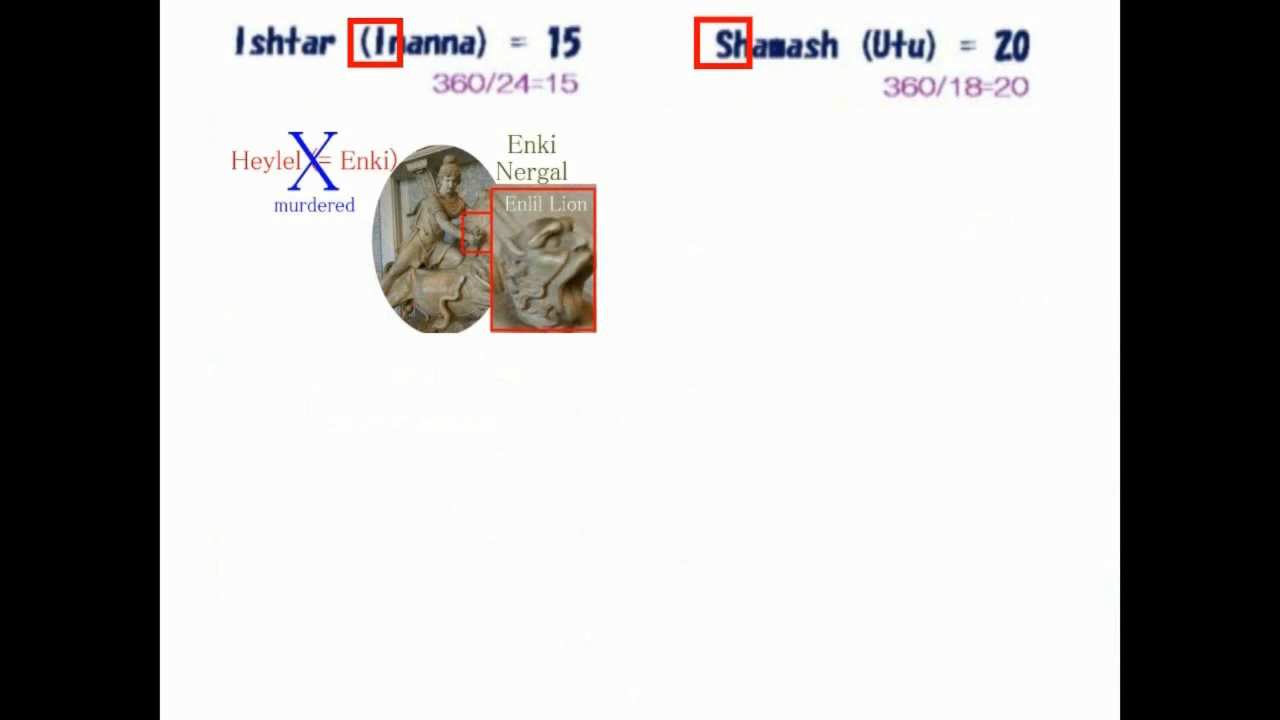 Ishtar (Inanna) = 15
360/24=15
Shamash (Utu) = 20
360/18=20
Heylel (= Enki)
X
murdered
Enki
Nergal
Enlil Lion